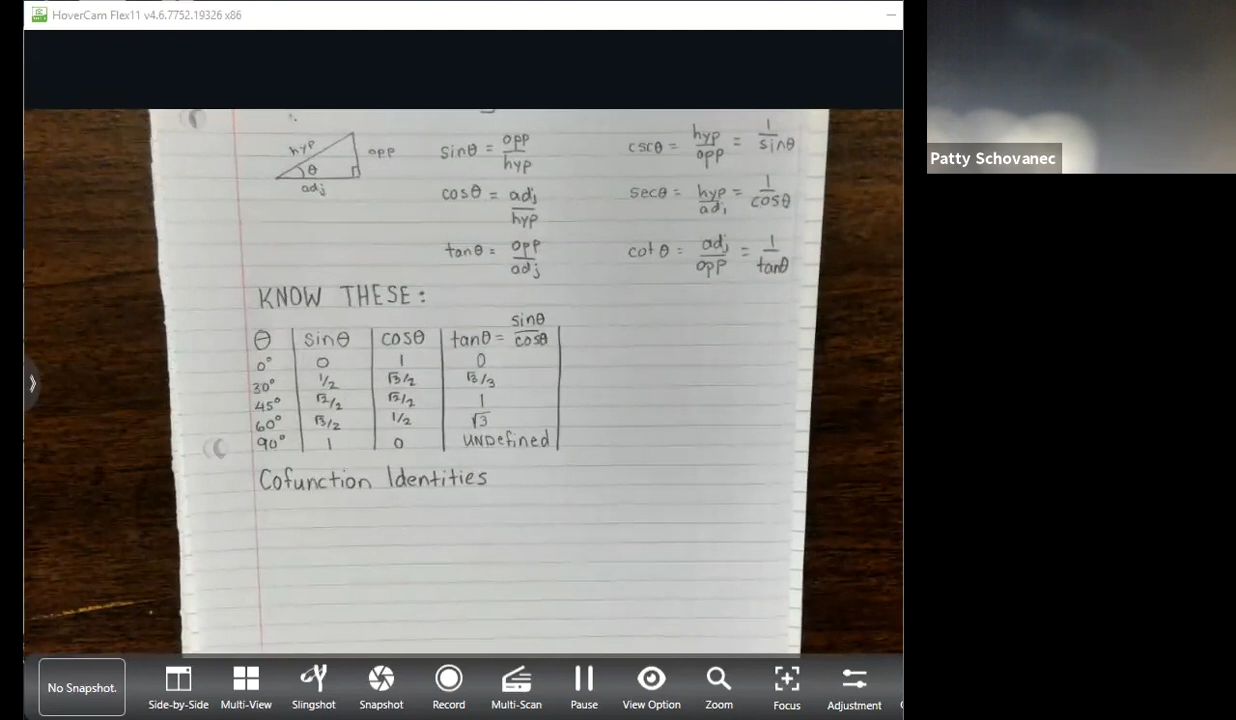 HoverCam Flex11 v4.6.7752.19326 x86
Patty Schovanec
hyp opp θ adj
sinθ = opp/hyp cscθ = hyp/opp = 1/sinθ
cosθ = adj/hyp secθ = hyp/adj = 1/cosθ
tanθ = opp/adj cotθ = adj/opp = 1/tanθ
KNOW THESE:
θ sinθ cosθ tanθ = sinθ/cosθ
0° 0 1 0
30° 1/2 √3/2 √3/3
45° √2/2 √2/2 1
60° √3/2 1/2 √3
90° 1 0 UNDefined
Cofunction Identities
No Snapshot.
Side-by-Side Multi-View Slingshot Snapshot Record Multi-Scan Pause View Option Zoom Focus Adjustment